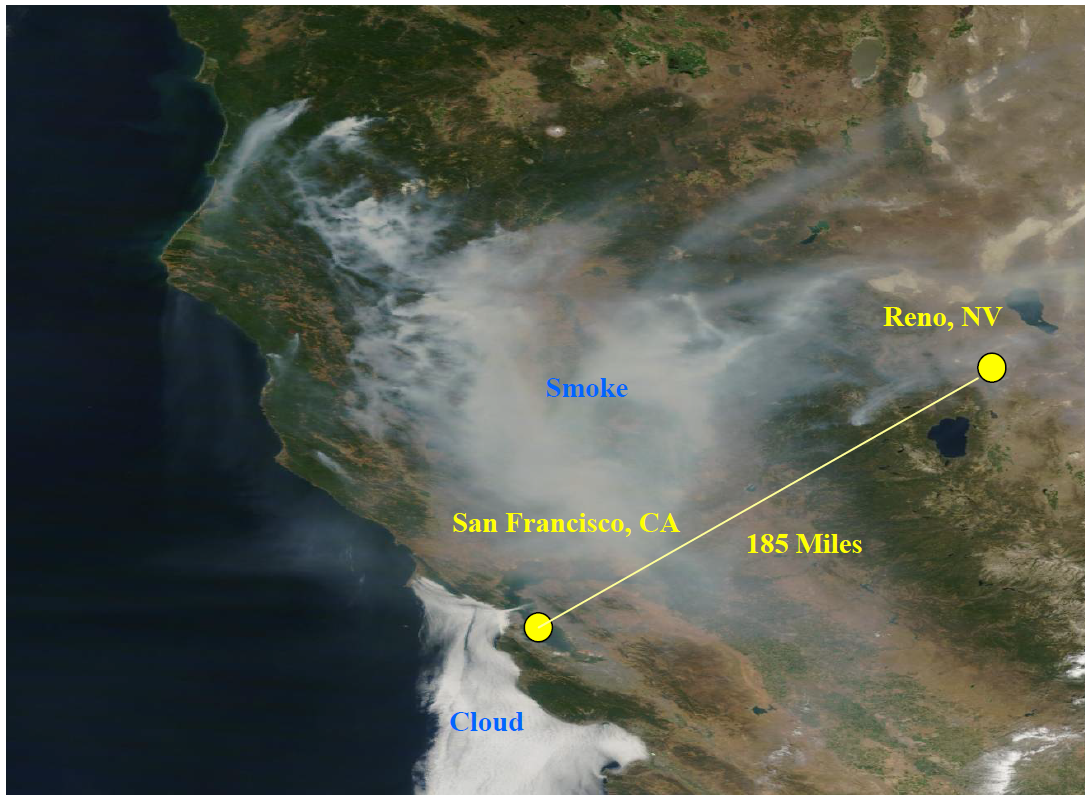 Reno, NV
Smoke
San Francisco, CA
185 Miles
Cloud